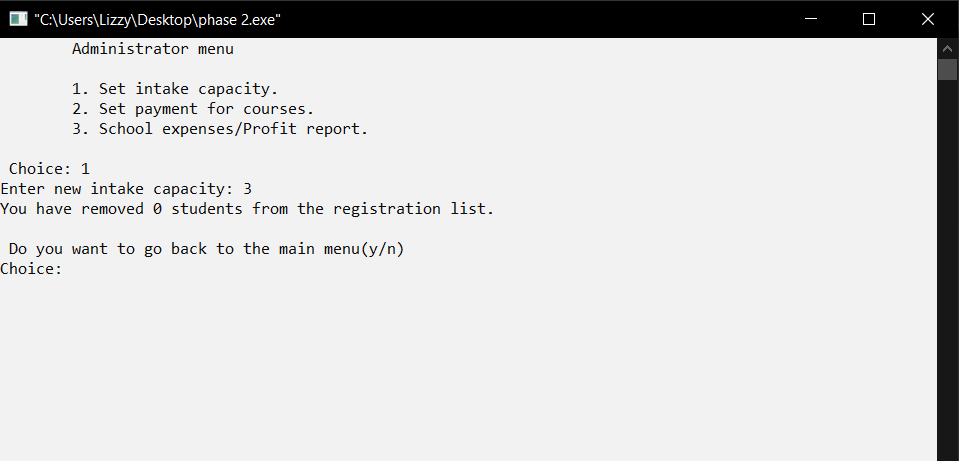 "C:\Users\Lizzy\Desktop\phase 2.exe"
Administrator menu
1. Set intake capacity.
2. Set payment for courses.
3. School expenses/Profit report.
Choice: 1
Enter new intake capacity: 3
You have removed 0 students from the registration list.
Do you want to go back to the main menu(y/n)
Choice: